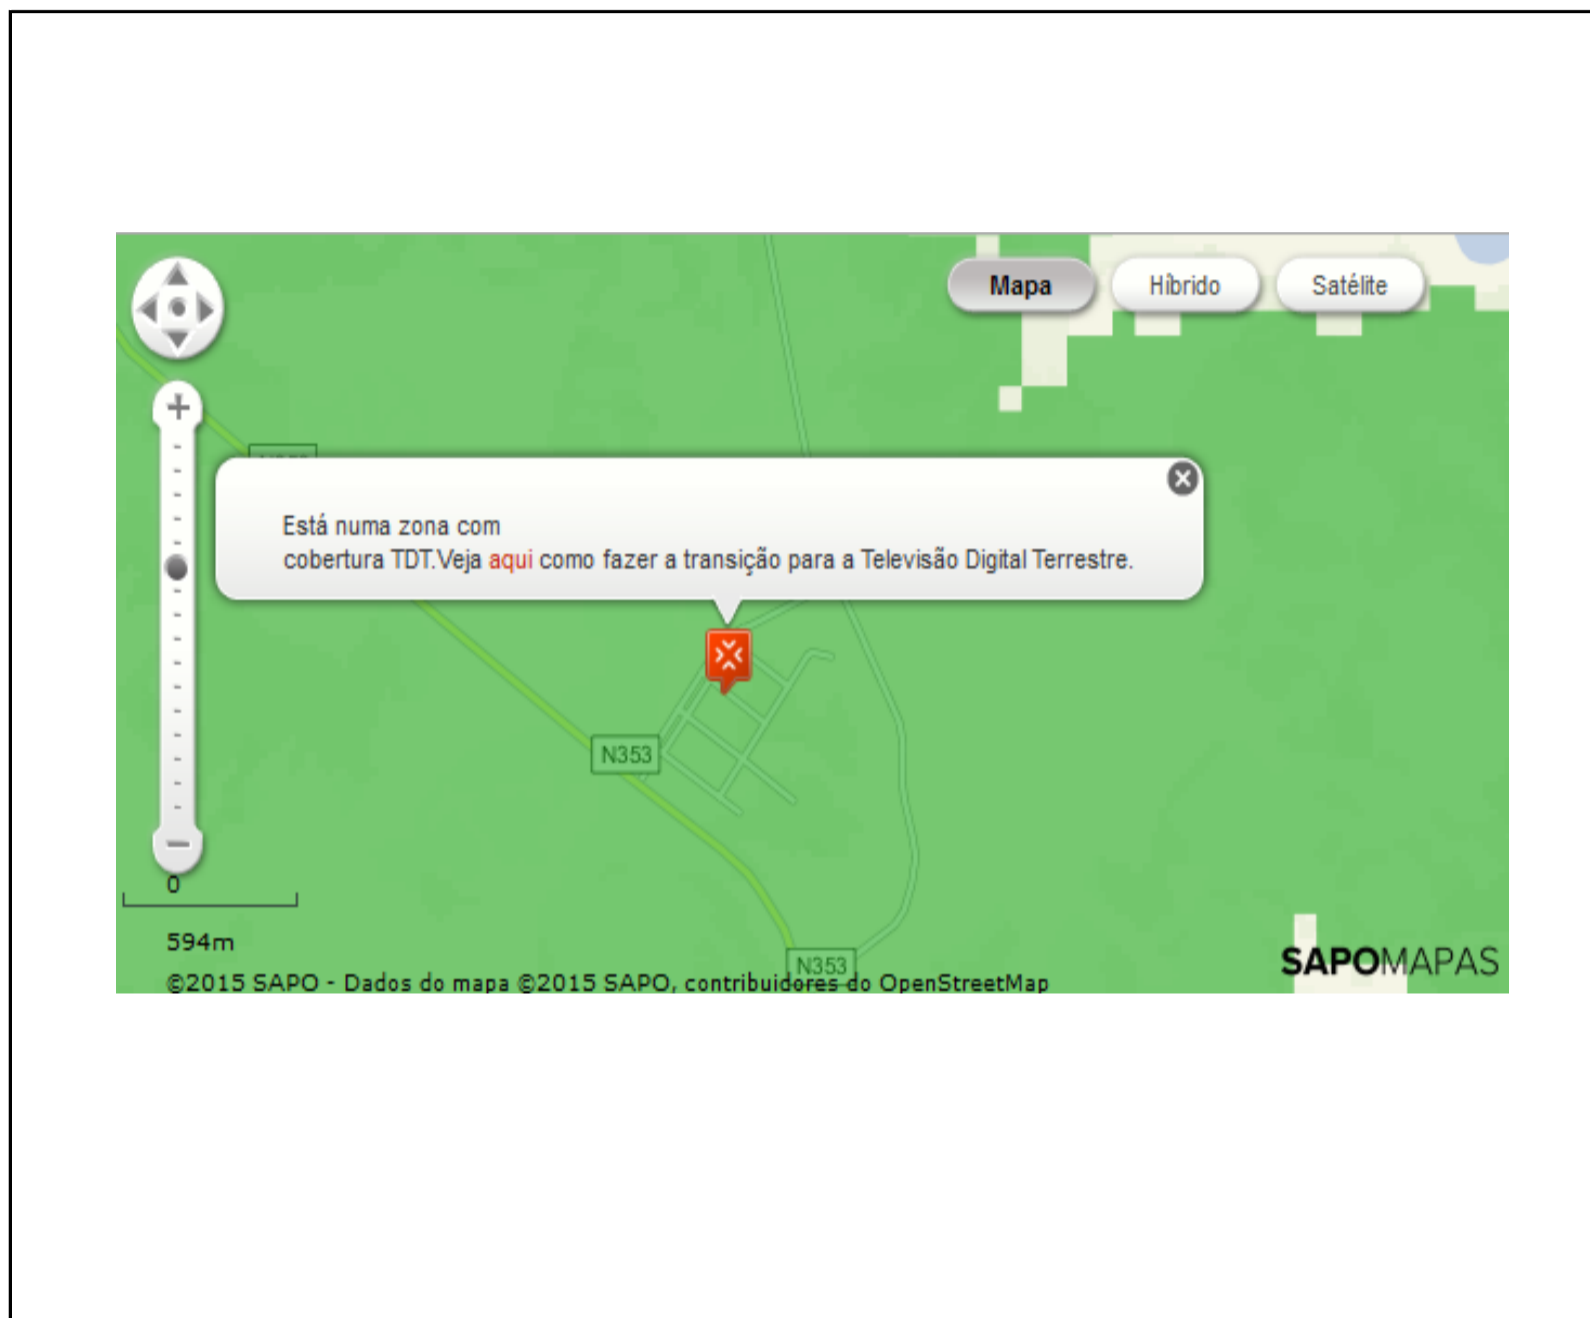 Mapa
Híbrido
Satélite
Está numa zona com
cobertura TDT.Veja aqui como fazer a transição para a Televisão Digital Terrestre.
N353
0
594m
N353
SAPOMAPAS
©2015 SAPO - Dados do mapa ©2015 SAPO, contribuidores do OpenStreetMap